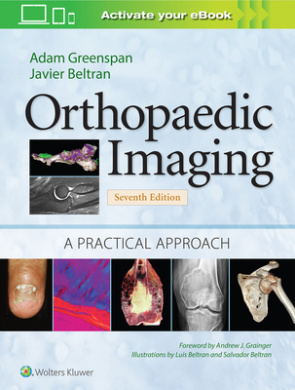 Activate your eBook
Adam Greenspan
Javier Beltran
Orthopaedic
Imaging
Seventh Edition
A PRACTICAL APPROACH
Foreword by Andrew J. Grainger
Illustrations by Luis Beltran and Salvador Beltran
Wolters Kluwer